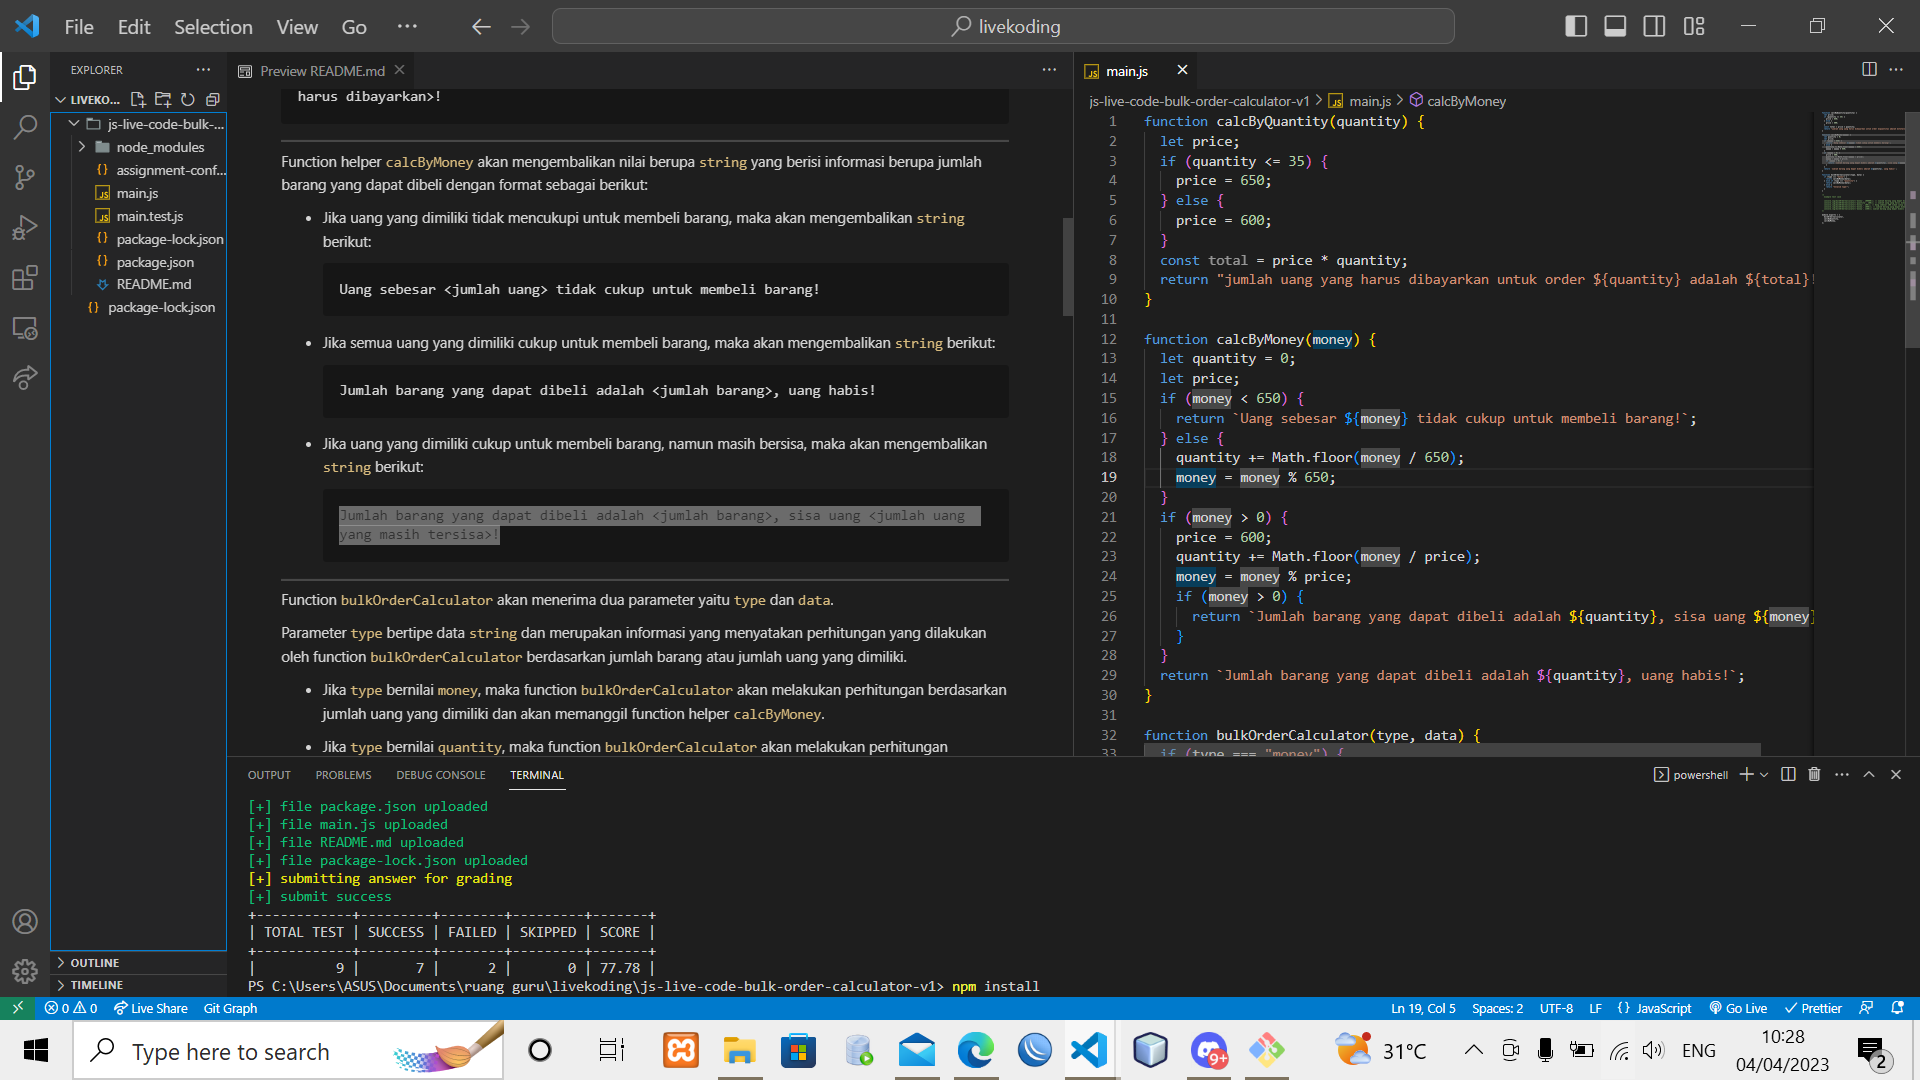 File Edit Selection View Go ··· livekoding
EXPLORER ···
LIVEKO...
js-live-code-bulk-...
node_modules
assignment-conf...
main.js
main.test.js
package-lock.json
package.json
README.md
package-lock.json
OUTLINE
TIMELINE
Preview README.md
harus dibayarkan>!
Function helper calcByMoney akan mengembalikan nilai berupa string yang berisi informasi berupa jumlah
barang yang dapat dibeli dengan format sebagai berikut:
• Jika uang yang dimiliki tidak mencukupi untuk membeli barang, maka akan mengembalikan string
berikut:
Uang sebesar <jumlah uang> tidak cukup untuk membeli barang!
• Jika semua uang yang dimiliki cukup untuk membeli barang, maka akan mengembalikan string berikut:
Jumlah barang yang dapat dibeli adalah <jumlah barang>, uang habis!
• Jika uang yang dimiliki cukup untuk membeli barang, namun masih bersisa, maka akan mengembalikan
string berikut:
Jumlah barang yang dapat dibeli adalah <jumlah barang>, sisa uang <jumlah uang
yang masih tersisa>!
Function bulkOrderCalculator akan menerima dua parameter yaitu type dan data.
Parameter type bertipe data string dan merupakan informasi yang menyatakan perhitungan yang dilakukan
oleh function bulkOrderCalculator berdasarkan jumlah barang atau jumlah uang yang dimiliki.
• Jika type bernilai money, maka function bulkOrderCalculator akan melakukan perhitungan berdasarkan
jumlah uang yang dimiliki dan akan memanggil function helper calcByMoney.
• Jika type bernilai quantity, maka function bulkOrderCalculator akan melakukan perhitungan
JS main.js
js-live-code-bulk-order-calculator-v1 > JS main.js > calcByMoney
1 function calcByQuantity(quantity) {
2 let price;
3 if (quantity <= 35) {
4 price = 650;
5 } else {
6 price = 600;
7 }
8 const total = price * quantity;
9 return "jumlah uang yang harus dibayarkan untuk order ${quantity} adalah ${total}!
10 }
11
12 function calcByMoney(money) {
13 let quantity = 0;
14 let price;
15 if (money < 650) {
16 return `Uang sebesar ${money} tidak cukup untuk membeli barang!`;
17 } else {
18 quantity += Math.floor(money / 650);
19 money = money % 650;
20 }
21 if (money > 0) {
22 price = 600;
23 quantity += Math.floor(money / price);
24 money = money % price;
25 if (money > 0) {
26 return `Jumlah barang yang dapat dibeli adalah ${quantity}, sisa uang ${money}
27 }
28 }
29 return `Jumlah barang yang dapat dibeli adalah ${quantity}, uang habis!`;
30 }
31
32 function bulkOrderCalculator(type, data) {
33 if (type === "money") {
OUTPUT PROBLEMS DEBUG CONSOLE TERMINAL powershell
[+] file package.json uploaded
[+] file main.js uploaded
[+] file README.md uploaded
[+] file package-lock.json uploaded
[+] submitting answer for grading
[+] submit success
+------------+---------+--------+---------+-------+
| TOTAL TEST | SUCCESS | FAILED | SKIPPED | SCORE |
+------------+---------+--------+---------+-------+
| 9 | 7 | 2 | 0 | 77.78 |
PS C:\Users\ASUS\Documents\ruang guru\livekoding\js-live-code-bulk-order-calculator-v1> npm install
0 0 Live Share Git Graph Ln 19, Col 5 Spaces: 2 UTF-8 LF {} JavaScript Go Live Prettier
Type here to search 9+ 31°C ENG 10:28
04/04/2023 2